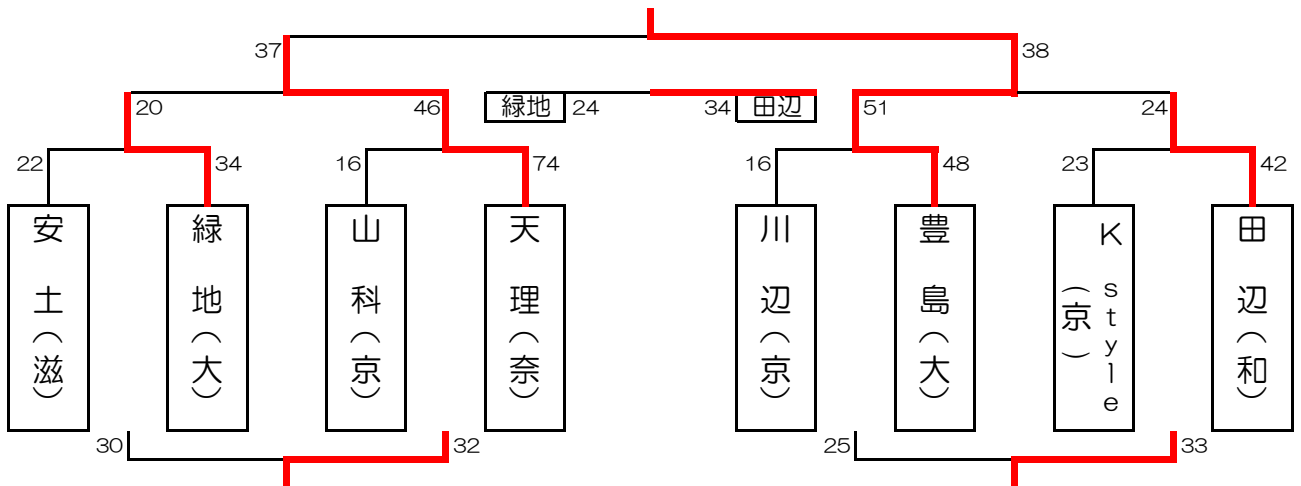 37
38
20
46
緑地
24
34
田辺
51
24
22
34
16
74
16
48
23
42
安土(滋)
緑地(大)
山科(京)
天理(奈)
川辺(京)
豊島(大)
K style
(京)
田辺(和)
30
32
25
33